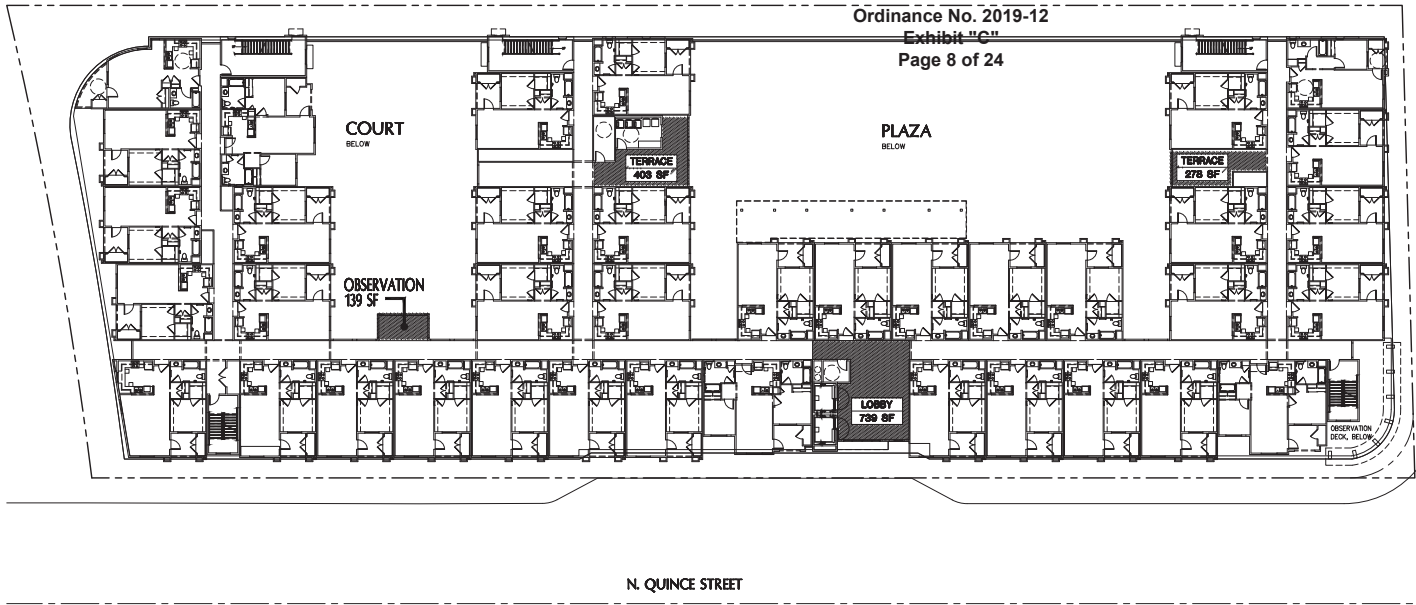 Ordinance No. 2019-12
Exhibit "C"
Page 8 of 24
COURT
BELOW
PLAZA
BELOW
TERRACE
403 SF
TERRACE
278 SF
OBSERVATION
139 SF
LOBBY
739 SF
OBSERVATION
DECK, BELOW
N. QUINCE STREET